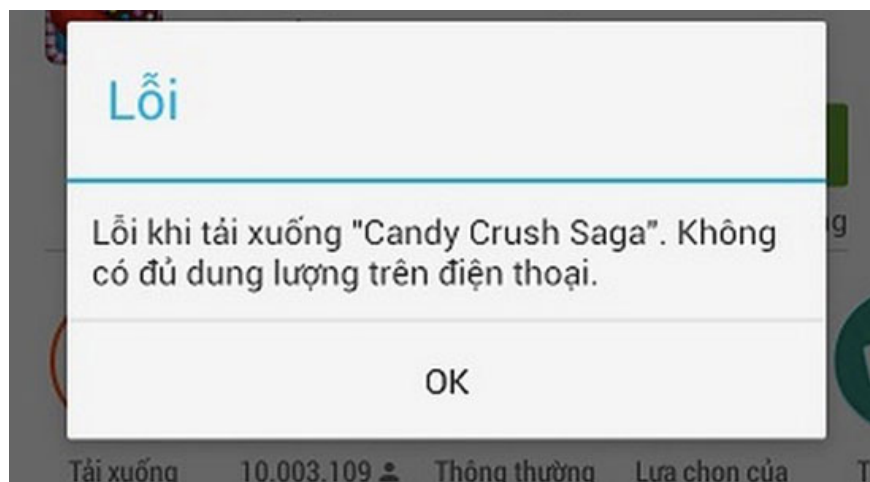 Lỗi
Lỗi khi tải xuống "Candy Crush Saga". Không
có đủ dung lượng trên điện thoại.
OK
Tải xuống 10.003.109 Thông thường Lựa chọn của